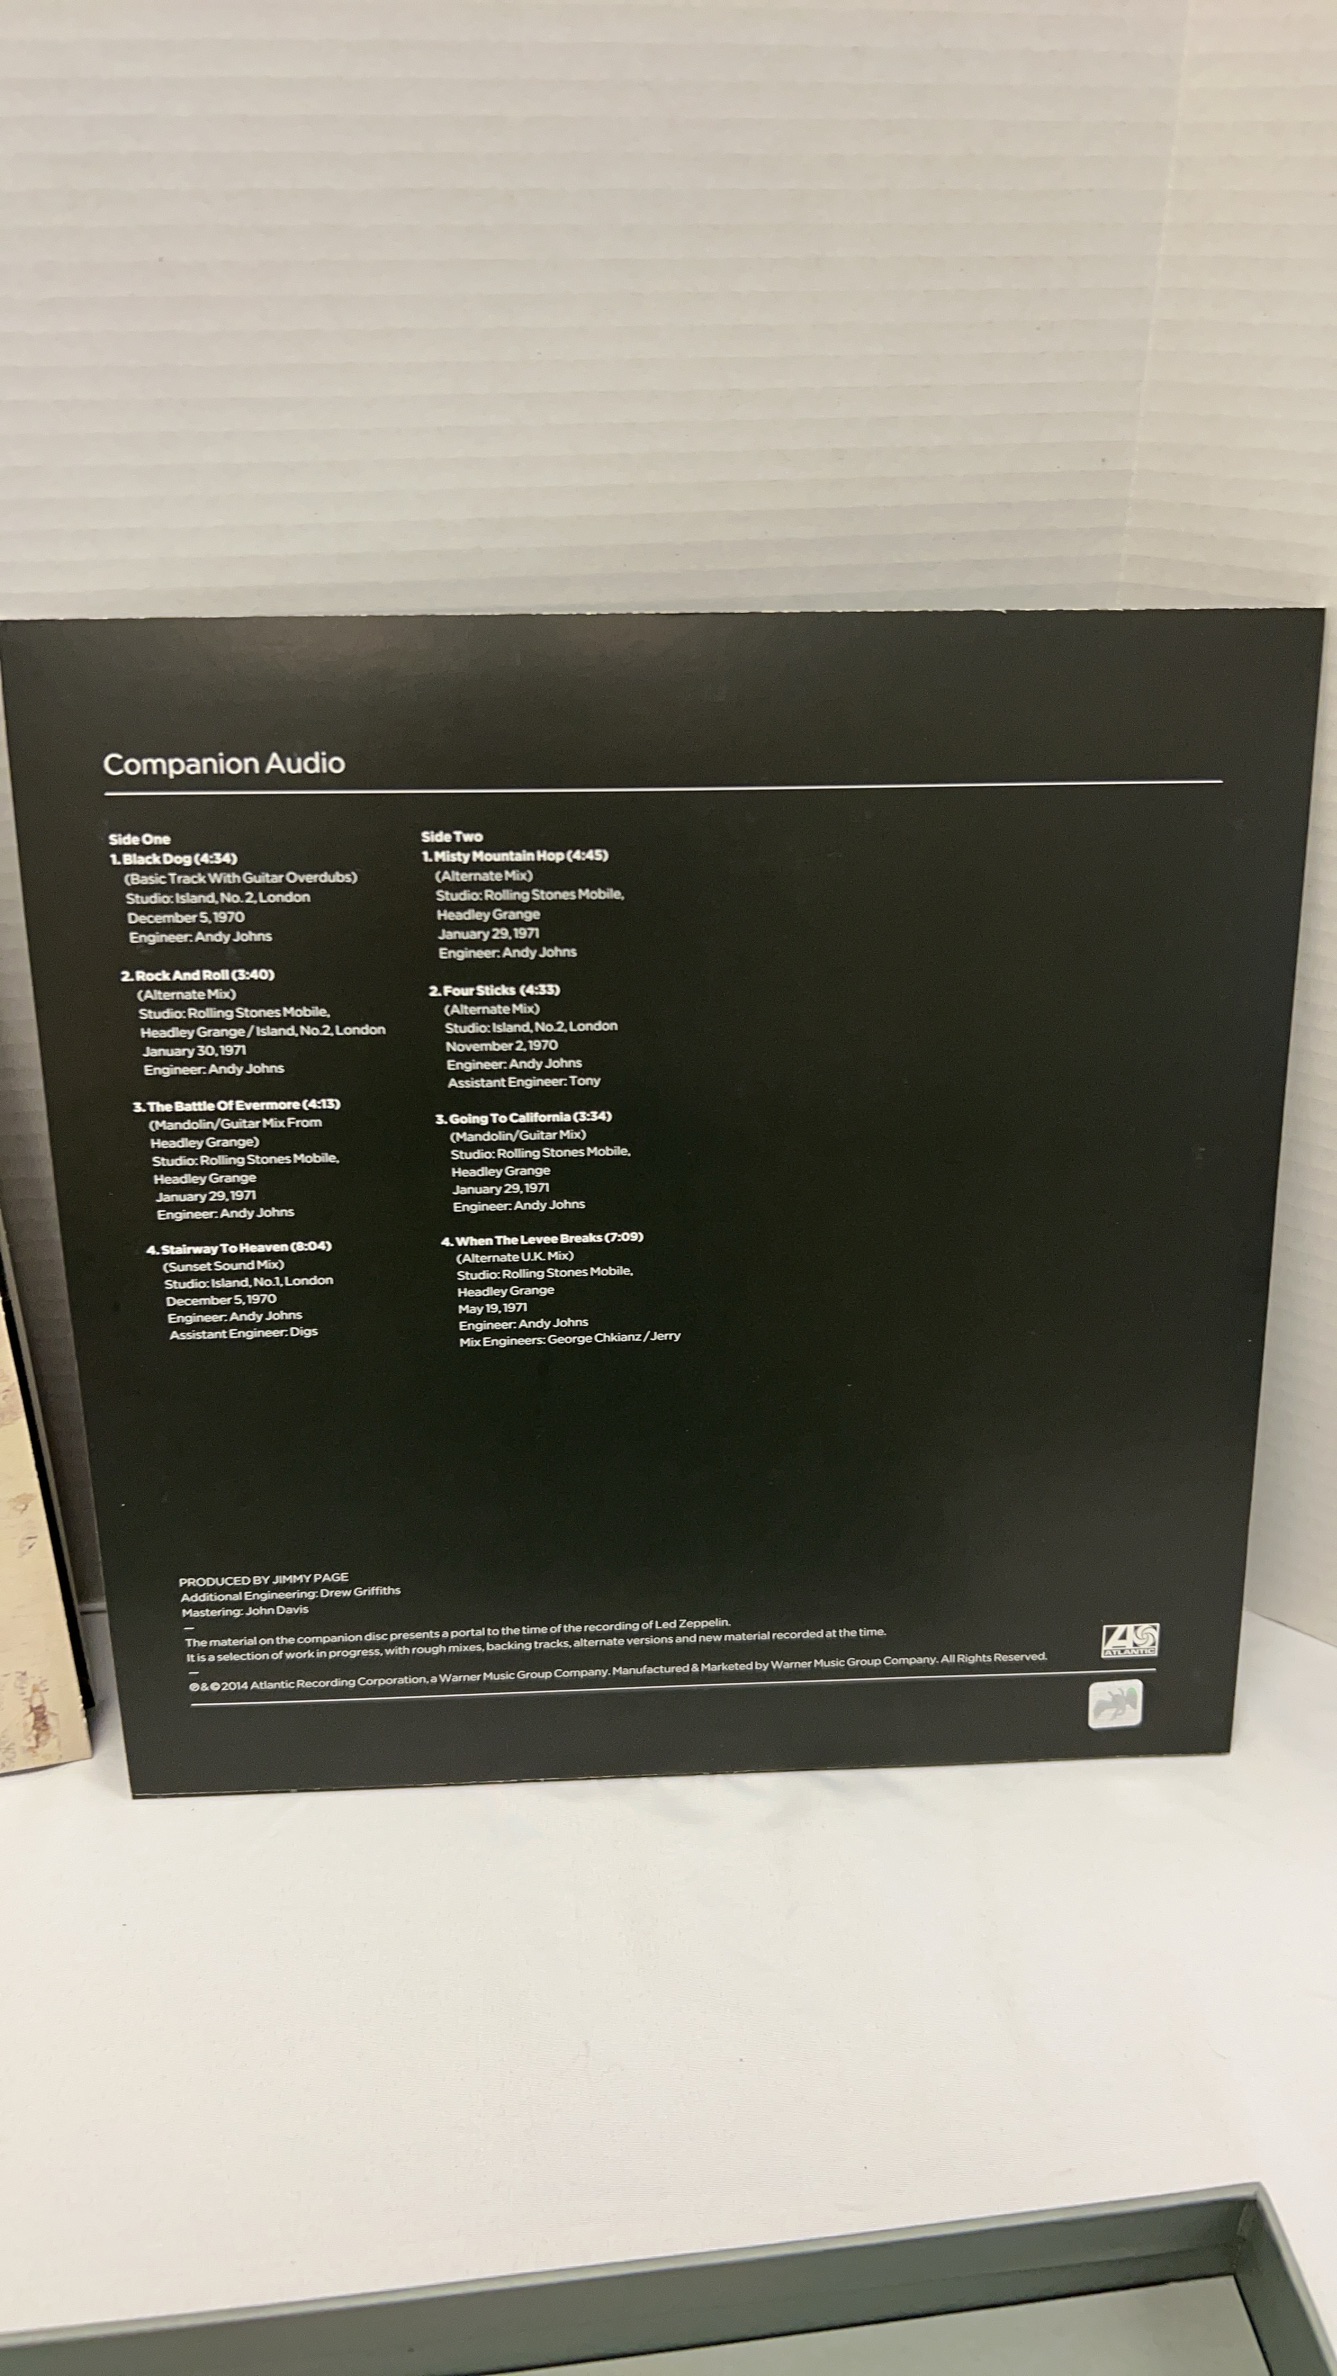 Companion Audio
Side One
1. Black Dog (4:34)
(Basic Track With Guitar Overdubs)
Studio: Island, No. 2, London
December 5, 1970
Engineer: Andy Johns
2. Rock And Roll (3:40)
(Alternate Mix)
Studio: Rolling Stones Mobile,
Headley Grange / Island, No.2, London
January 30, 1971
Engineer: Andy Johns
3. The Battle Of Evermore (4:13)
(Mandolin/Guitar Mix From
Headley Grange)
Studio: Rolling Stones Mobile,
Headley Grange
January 29, 1971
Engineer: Andy Johns
4. Stairway To Heaven (8:04)
(Sunset Sound Mix)
Studio: Island, No.1, London
December 5, 1970
Engineer: Andy Johns
Assistant Engineer: Digs
Side Two
1. Misty Mountain Hop (4:45)
(Alternate Mix)
Studio: Rolling Stones Mobile,
Headley Grange
January 29, 1971
Engineer: Andy Johns
2. Four Sticks (4:33)
(Alternate Mix)
Studio: Island, No.2, London
November 2, 1970
Engineer: Andy Johns
Assistant Engineer: Tony
3. Going To California (3:34)
(Mandolin/Guitar Mix)
Studio: Rolling Stones Mobile,
Headley Grange
January 29, 1971
Engineer: Andy Johns
4. When The Levee Breaks (7:09)
(Alternate U.K. Mix)
Studio: Rolling Stones Mobile,
Headley Grange
May 19, 1971
Engineer: Andy Johns
Mix Engineers: George Chkianz / Jerry
PRODUCED BY JIMMY PAGE
Additional Engineering: Drew Griffiths
Mastering: John Davis
—
The material on the companion disc presents a portal to the time of the recording of Led Zeppelin.
It is a selection of work in progress, with rough mixes, backing tracks, alternate versions and new material recorded at the time.
—
℗ & © 2014 Atlantic Recording Corporation, a Warner Music Group Company. Manufactured & Marketed by Warner Music Group Company. All Rights Reserved.
ATLANTIC